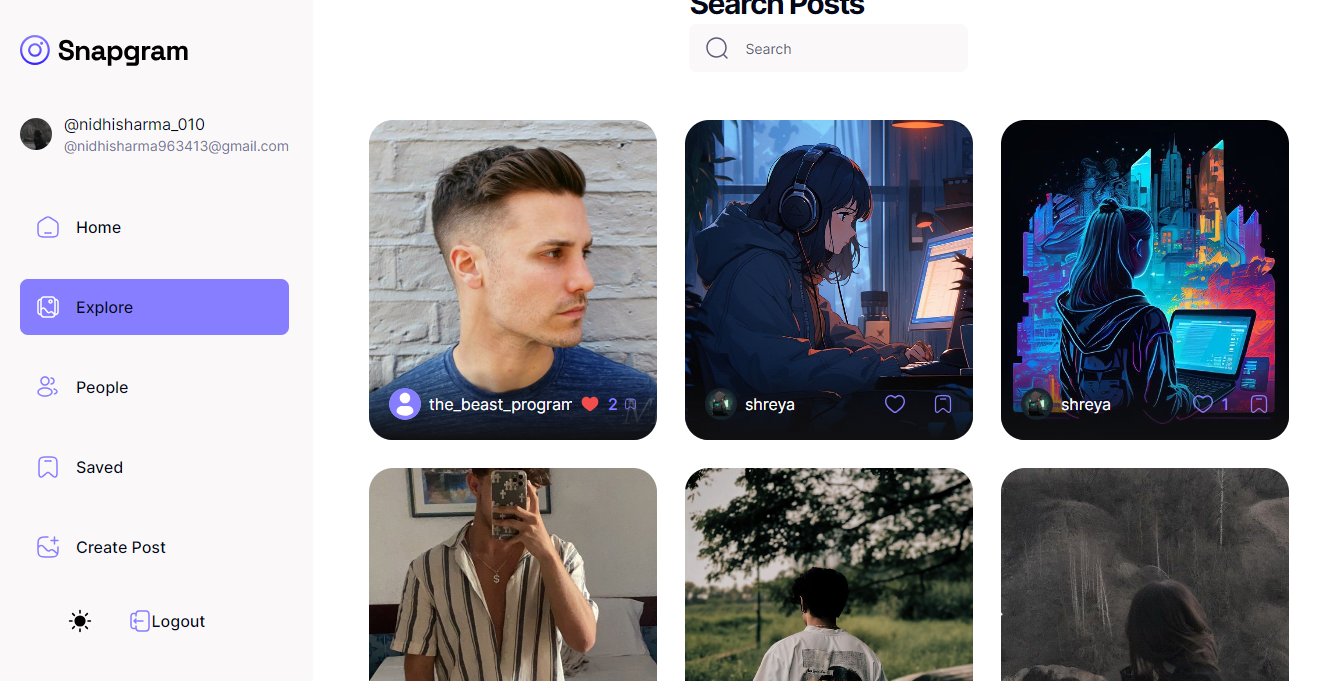 Snapgram
@nidhisharma_010
@nidhisharma963413@gmail.com
Home
Explore
People
Saved
Create Post
Logout
Search Posts
Search
the_beast_program
2
shreya
shreya
1
$